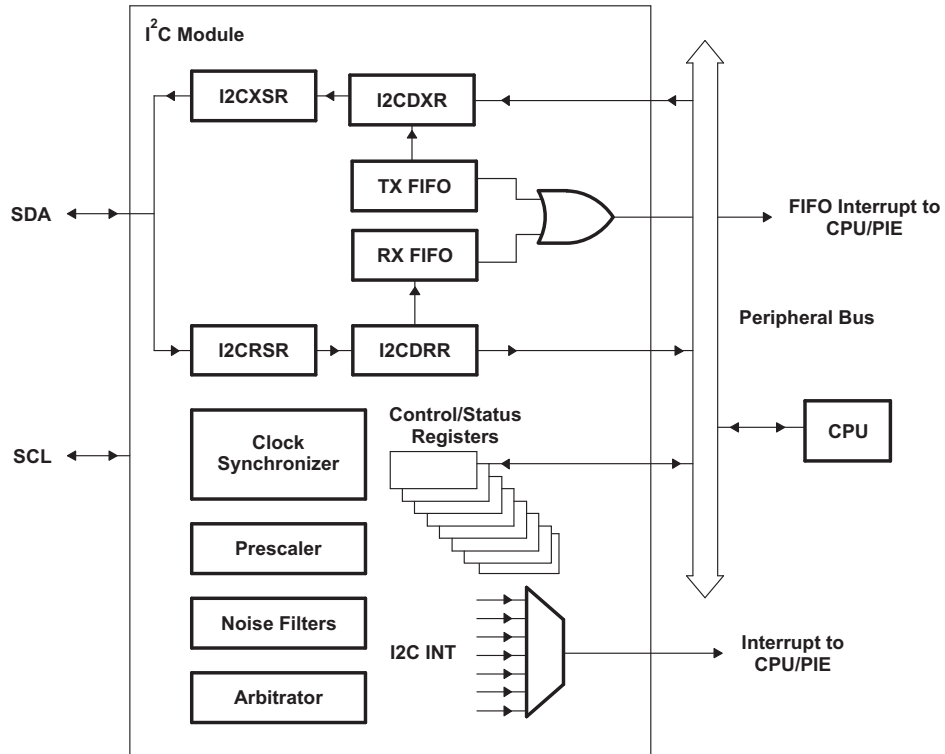 I²C Module
I2CXSR
I2CDXR
TX FIFO
SDA
FIFO Interrupt to
CPU/PIE
RX FIFO
Peripheral Bus
I2CRSR
I2CDRR
Control/Status
Registers
CPU
Clock
Synchronizer
SCL
Prescaler
Noise Filters
I2C INT
Interrupt to
CPU/PIE
Arbitrator